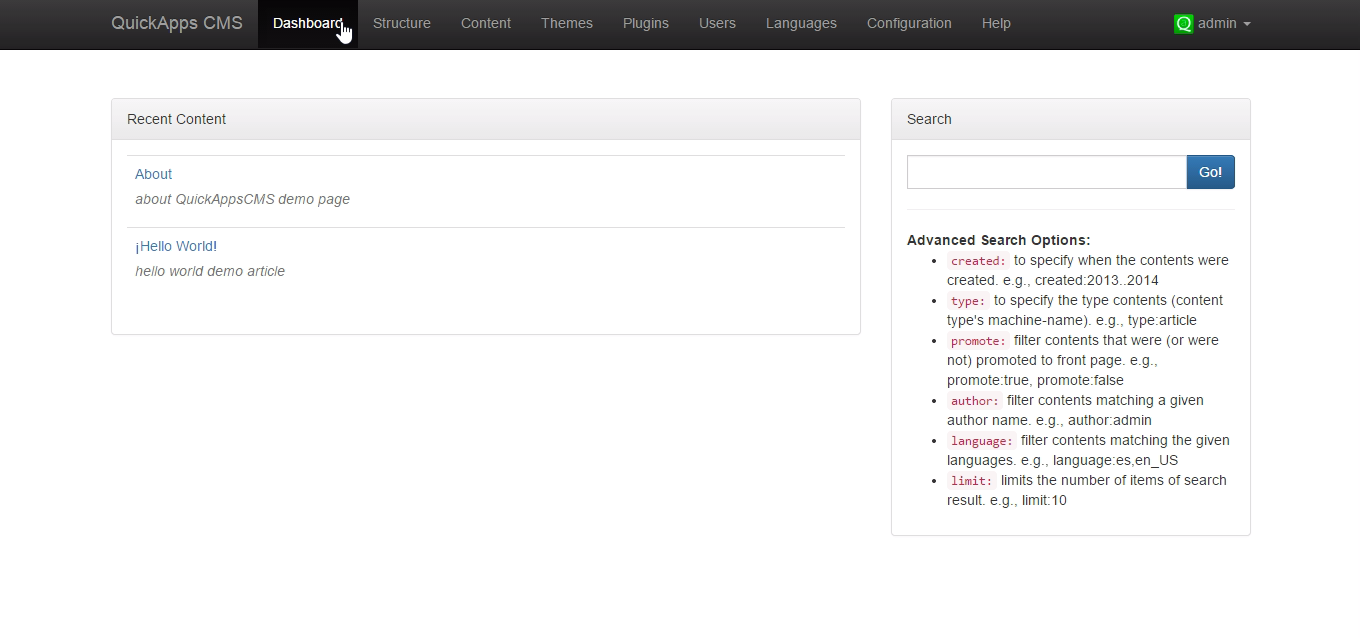 QuickApps CMS Dashboard Structure Content Themes Plugins Users Languages Configuration Help admin
Recent Content
About
about QuickAppsCMS demo page
¡Hello World!
hello world demo article
Search
Go!
Advanced Search Options:
created: to specify when the contents were
created. e.g., created:2013..2014
type: to specify the type contents (content
type's machine-name). e.g., type:article
promote: filter contents that were (or were
not) promoted to front page. e.g.,
promote:true, promote:false
author: filter contents matching a given
author name. e.g., author:admin
language: filter contents matching the given
languages. e.g., language:es,en_US
limit: limits the number of items of search
result. e.g., limit:10